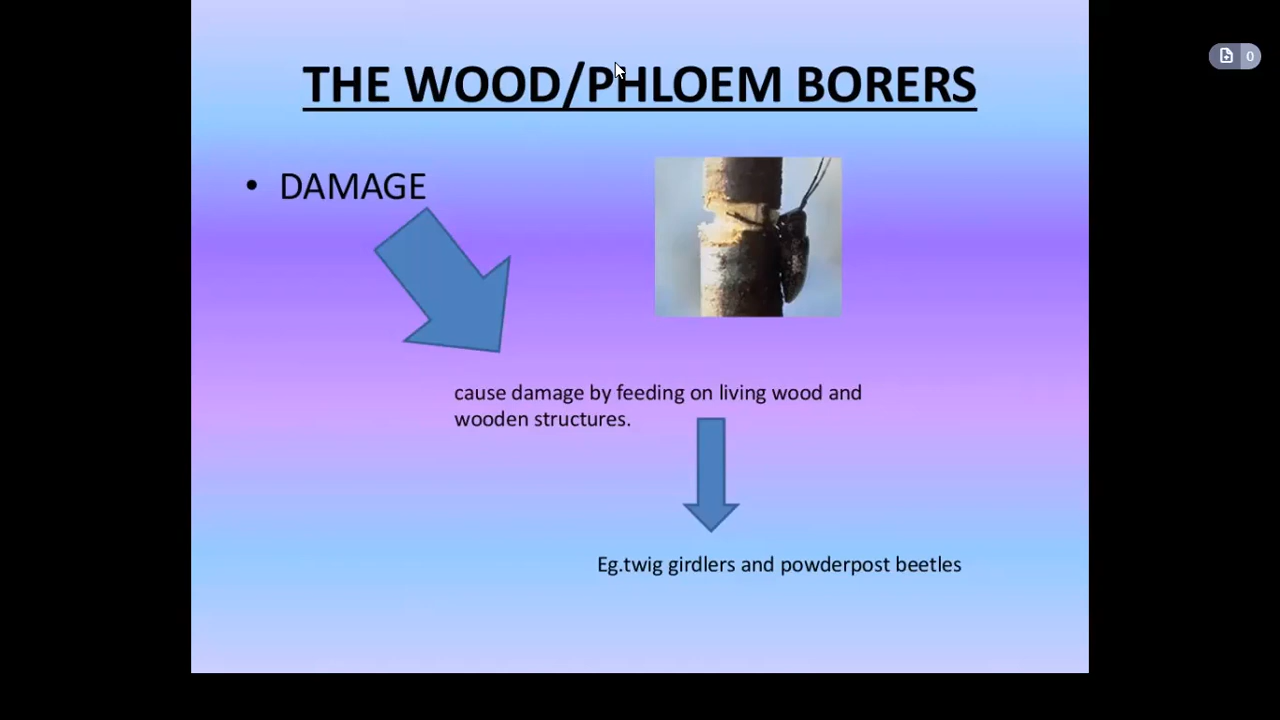 THE WOOD/PHLOEM BORERS
• DAMAGE
cause damage by feeding on living wood and
wooden structures.
Eg.twig girdlers and powderpost beetles
0